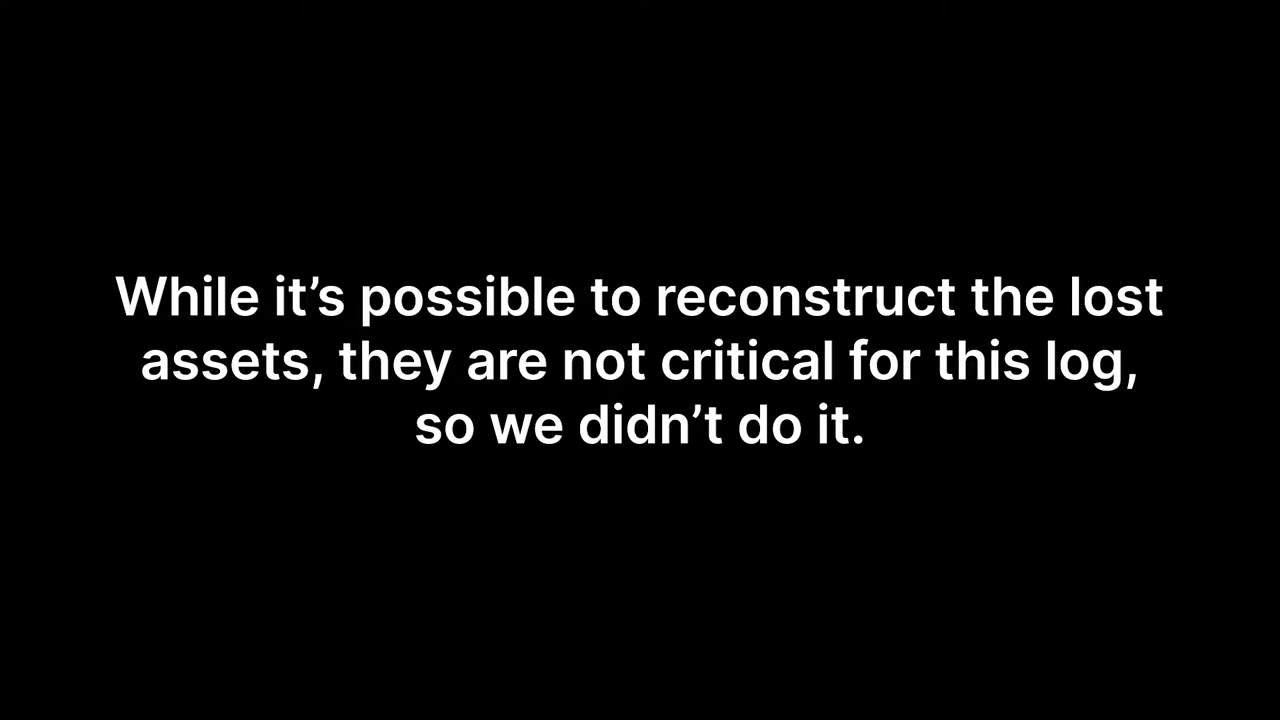 While it’s possible to reconstruct the lost
assets, they are not critical for this log,
so we didn’t do it.